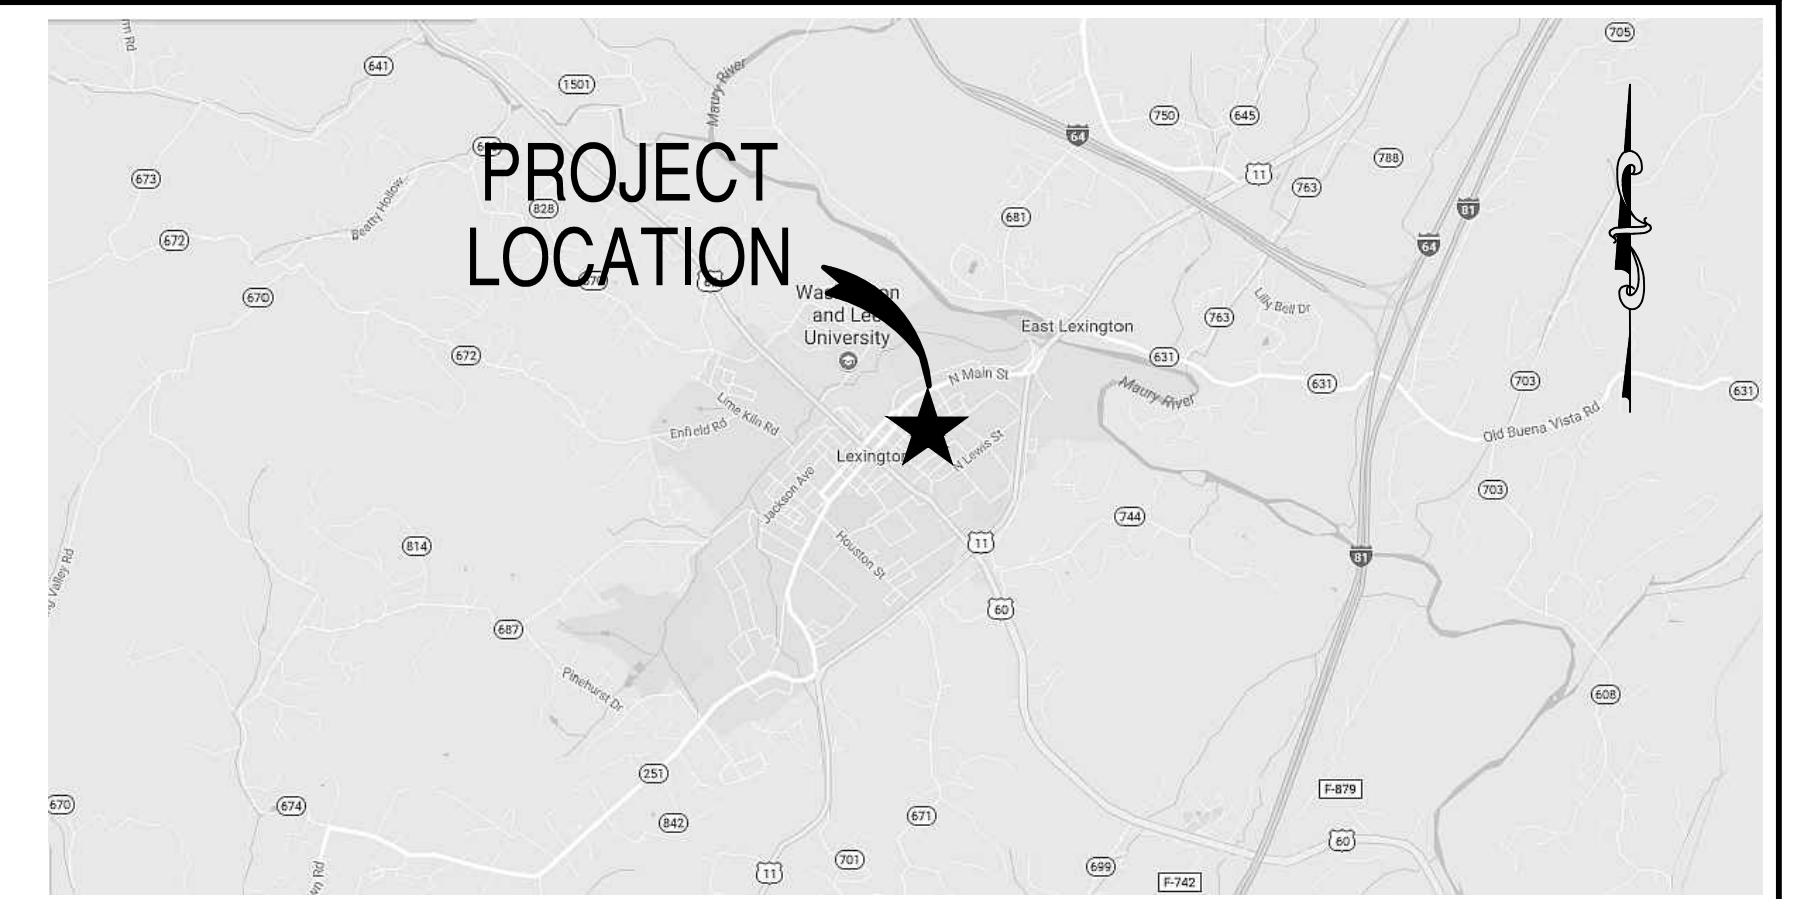 705
641
1501
Maury River
750
645
64
11
788
763
673
PROJECT
828
Beatty Hollow
81
681
672
64
LOCATION
670
and Lee
University
Lilly Bell Dr
763
East Lexington
672
631
N Main St
631
703
631
Maury River
Lime Kiln Rd
Enfield Rd
Old Buena Vista Rd
N Lewis St
Jackson Ave
703
744
814
Houston St
11
81
Valley Rd
60
687
Pinehurst Dr
608
251
F-879
670
674
842
671
60
701
11
699
F-742